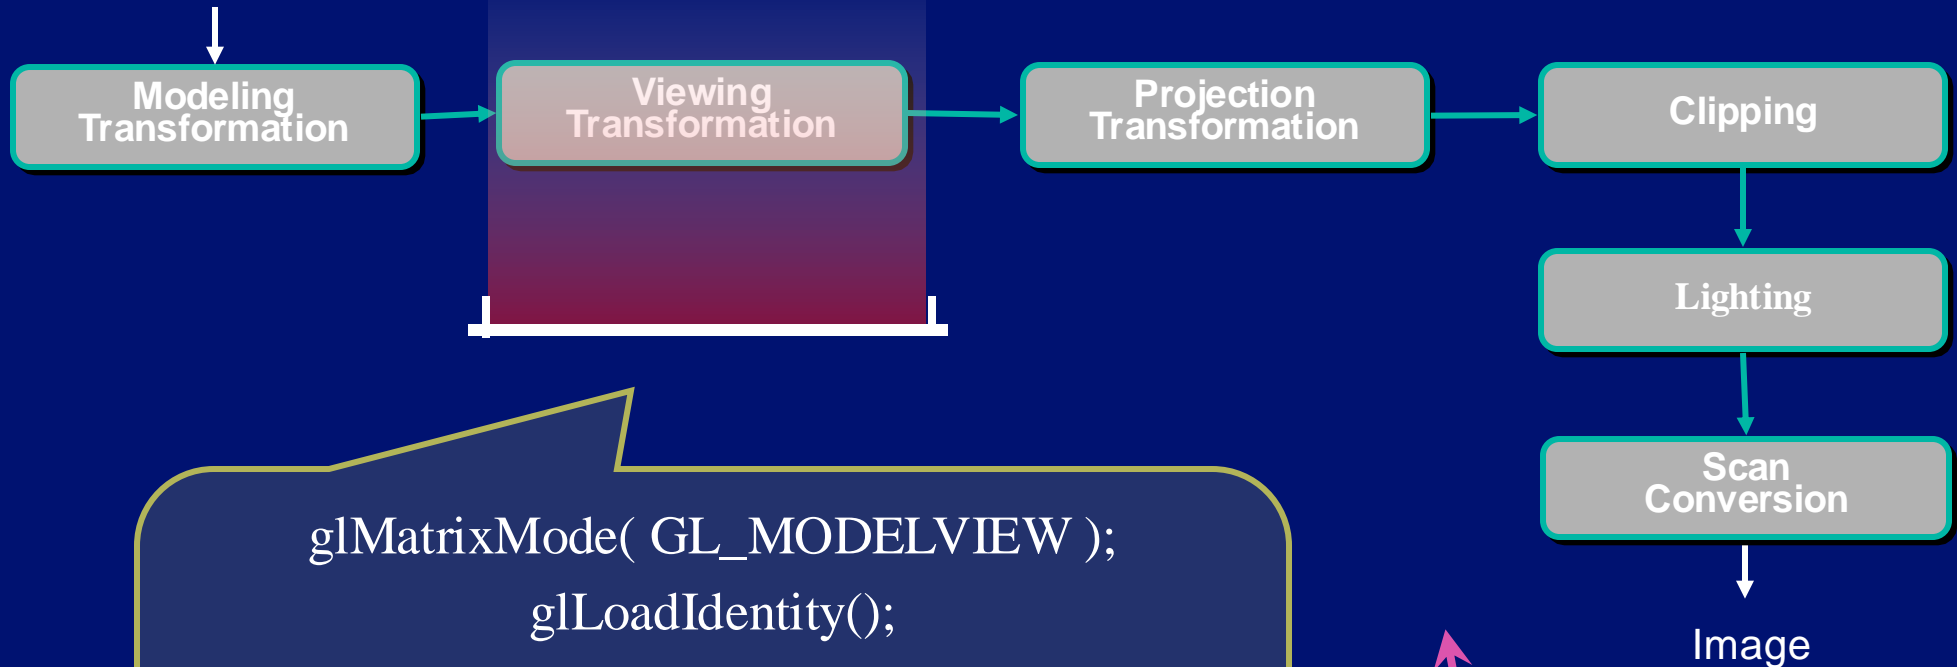 Modeling
Transformation
Viewing
Transformation
Projection
Transformation
Clipping
Lighting
Scan
Conversion
Image
glMatrixMode( GL_MODELVIEW );
glLoadIdentity();